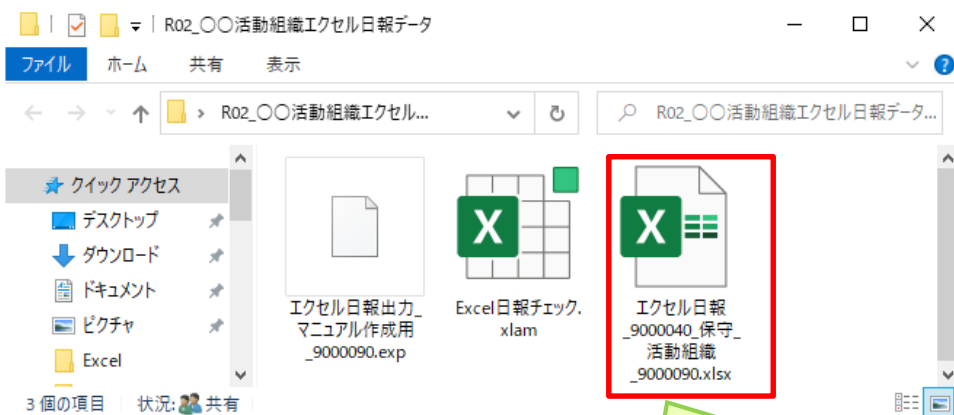 R02_〇〇活動組織エクセル日報データ
ファイル ホーム 共有 表示
R02_〇〇活動組織エクセル...
R02_〇〇活動組織エクセル日報データ...
クイック アクセス
デスクトップ
ダウンロード
ドキュメント
ピクチャ
Excel
エクセル日報出力_
マニュアル作成用
_9000090.exp
Excel日報チェック.
xlam
エクセル日報
_9000040_保守_
活動組織
_9000090.xlsx
3 個の項目 状況: 共有